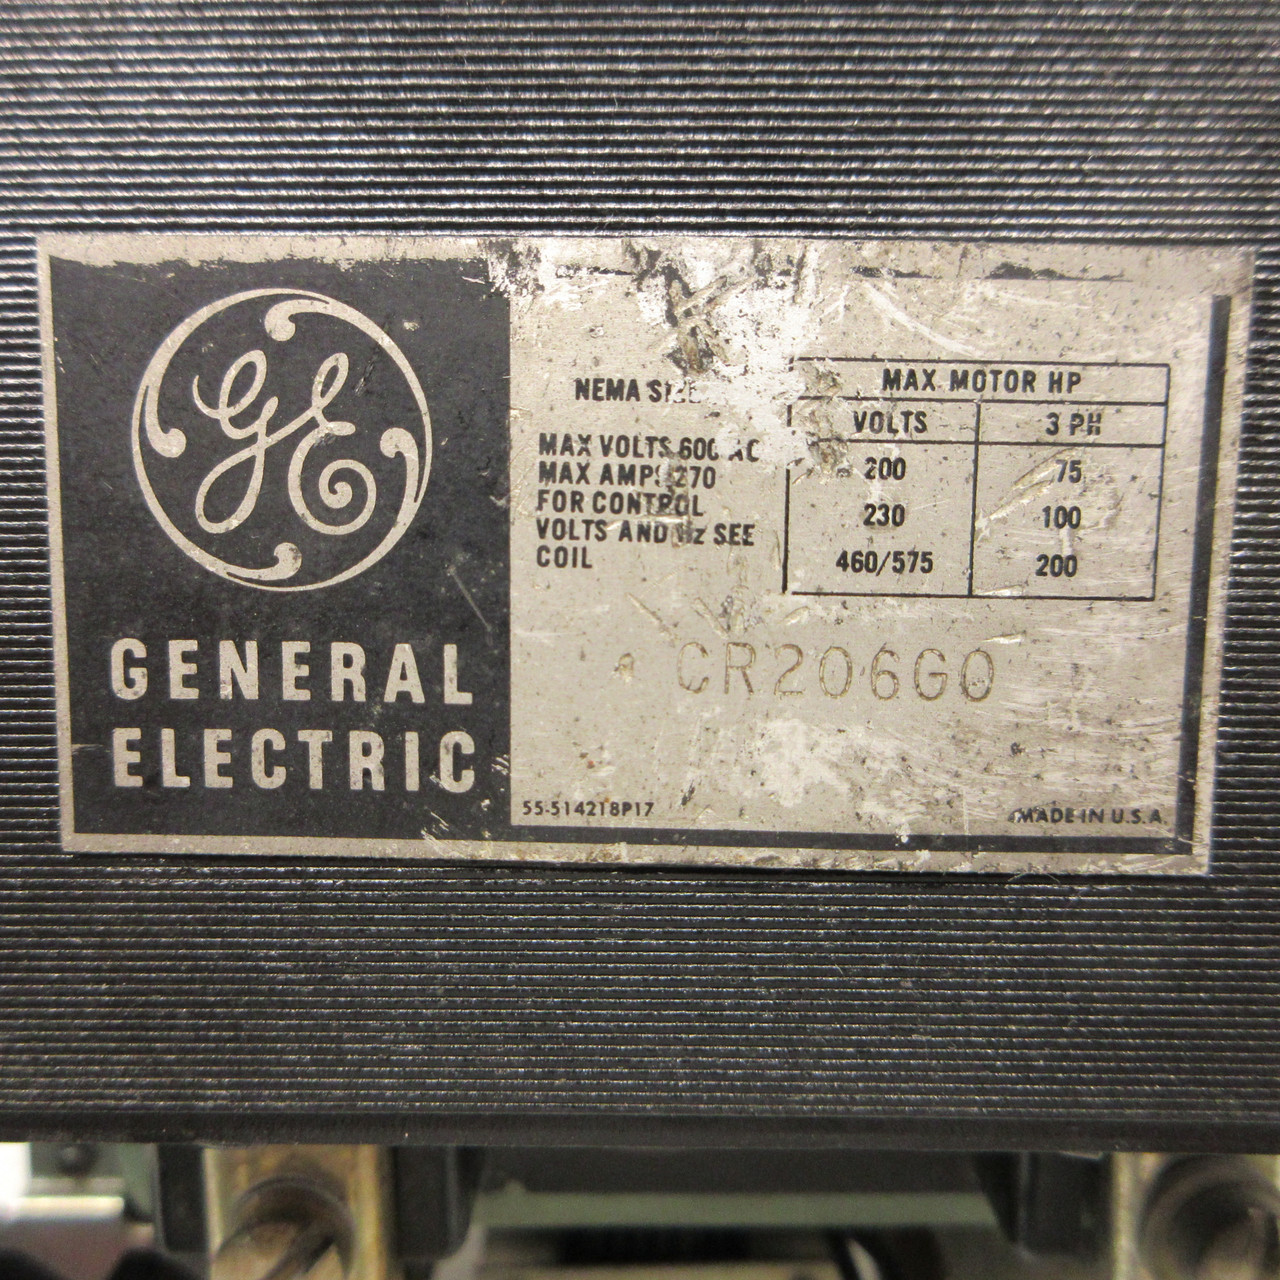 GE
GENERAL
ELECTRIC
NEMA SIZE
MAX VOLTS 600 AC
MAX AMPS 270
FOR CONTROL
VOLTS AND Hz SEE
COIL
MAX. MOTOR HP
VOLTS 3 PH
200 75
230 100
460/575 200
CR206G0
55-514218P17
MADE IN U.S.A.